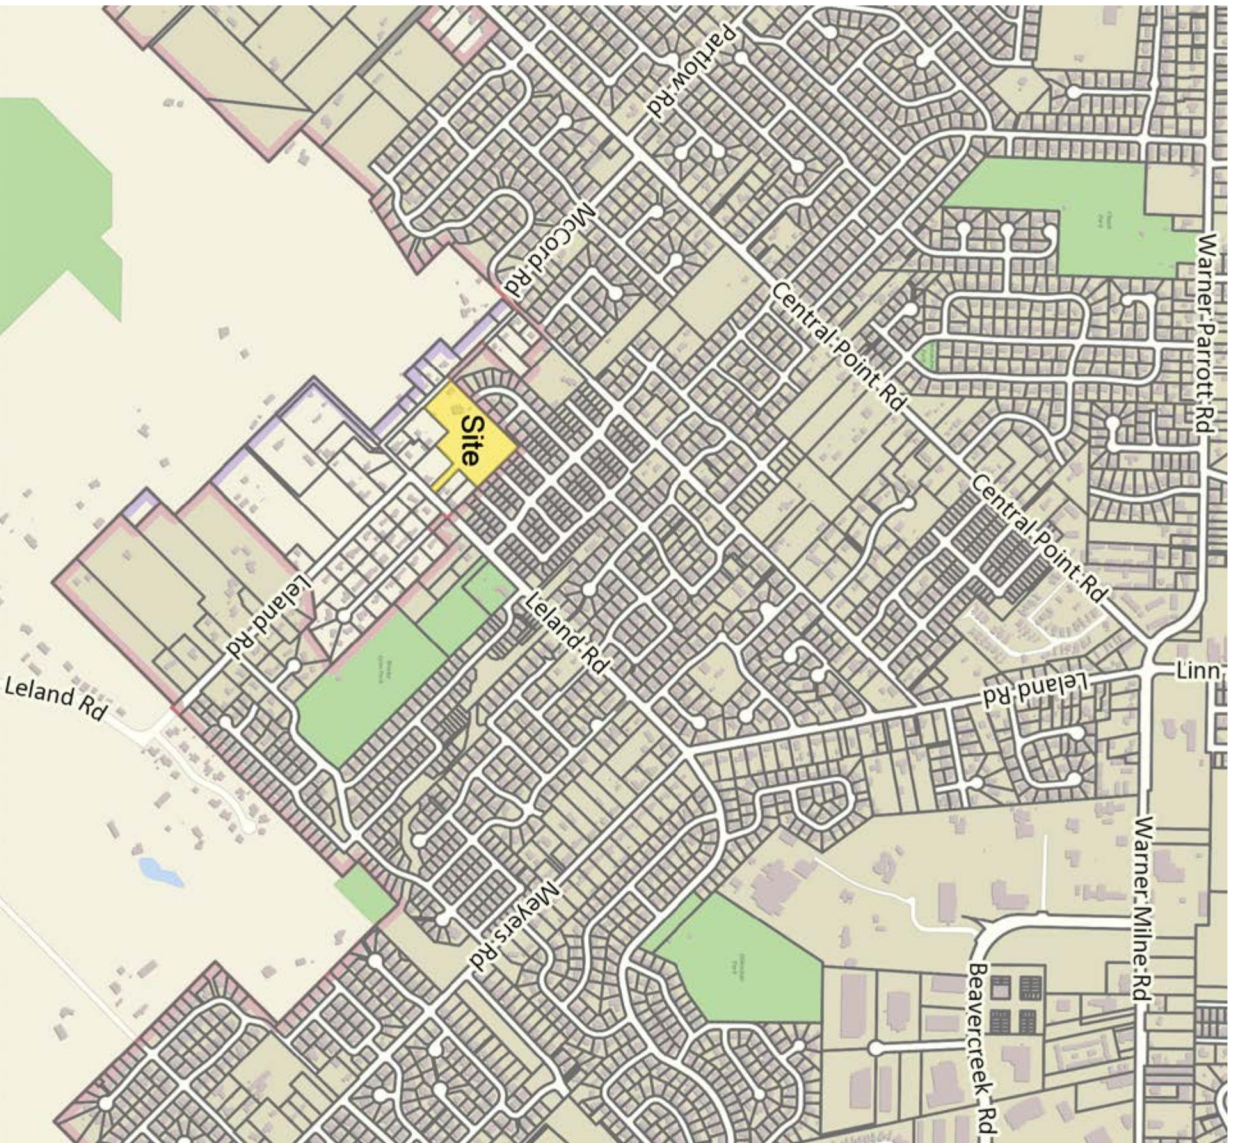 Partlow Rd
McCord Rd
Warner Parrott Rd
Central Point Rd
Site
Central Point Rd
Leland Rd
Leland Rd
Leland Rd
Linn
Leland Rd
Warner Milne Rd
Meyers Rd
Beavercreek Rd